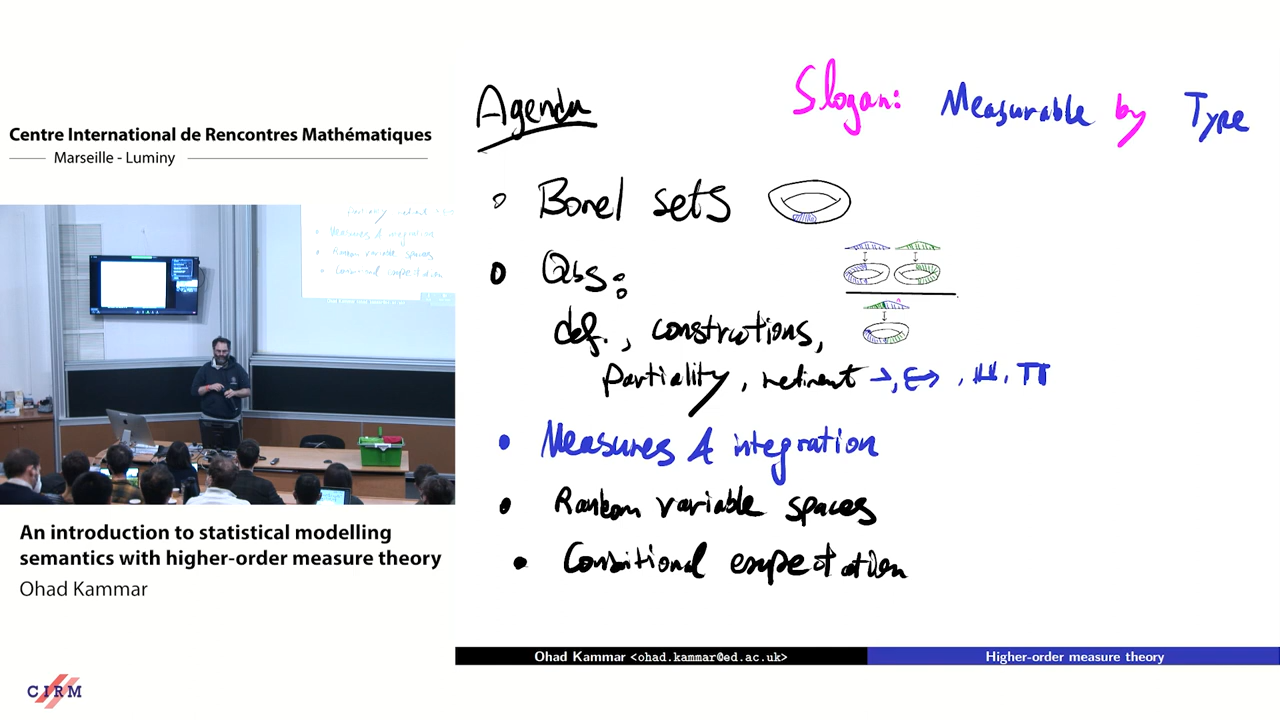 Centre International de Rencontres Mathématiques
Marseille - Luminy
An introduction to statistical modelling
semantics with higher-order measure theory
Ohad Kammar
CIRM
Agenda
Slogan: Measurable by Type
Borel sets
Qbs:
def., constructions,
Partiality,
Measures & integration
Random variable spaces
Conditional expectation
Ohad Kammar <ohad.kammar@ed.ac.uk>
Higher-order measure theory